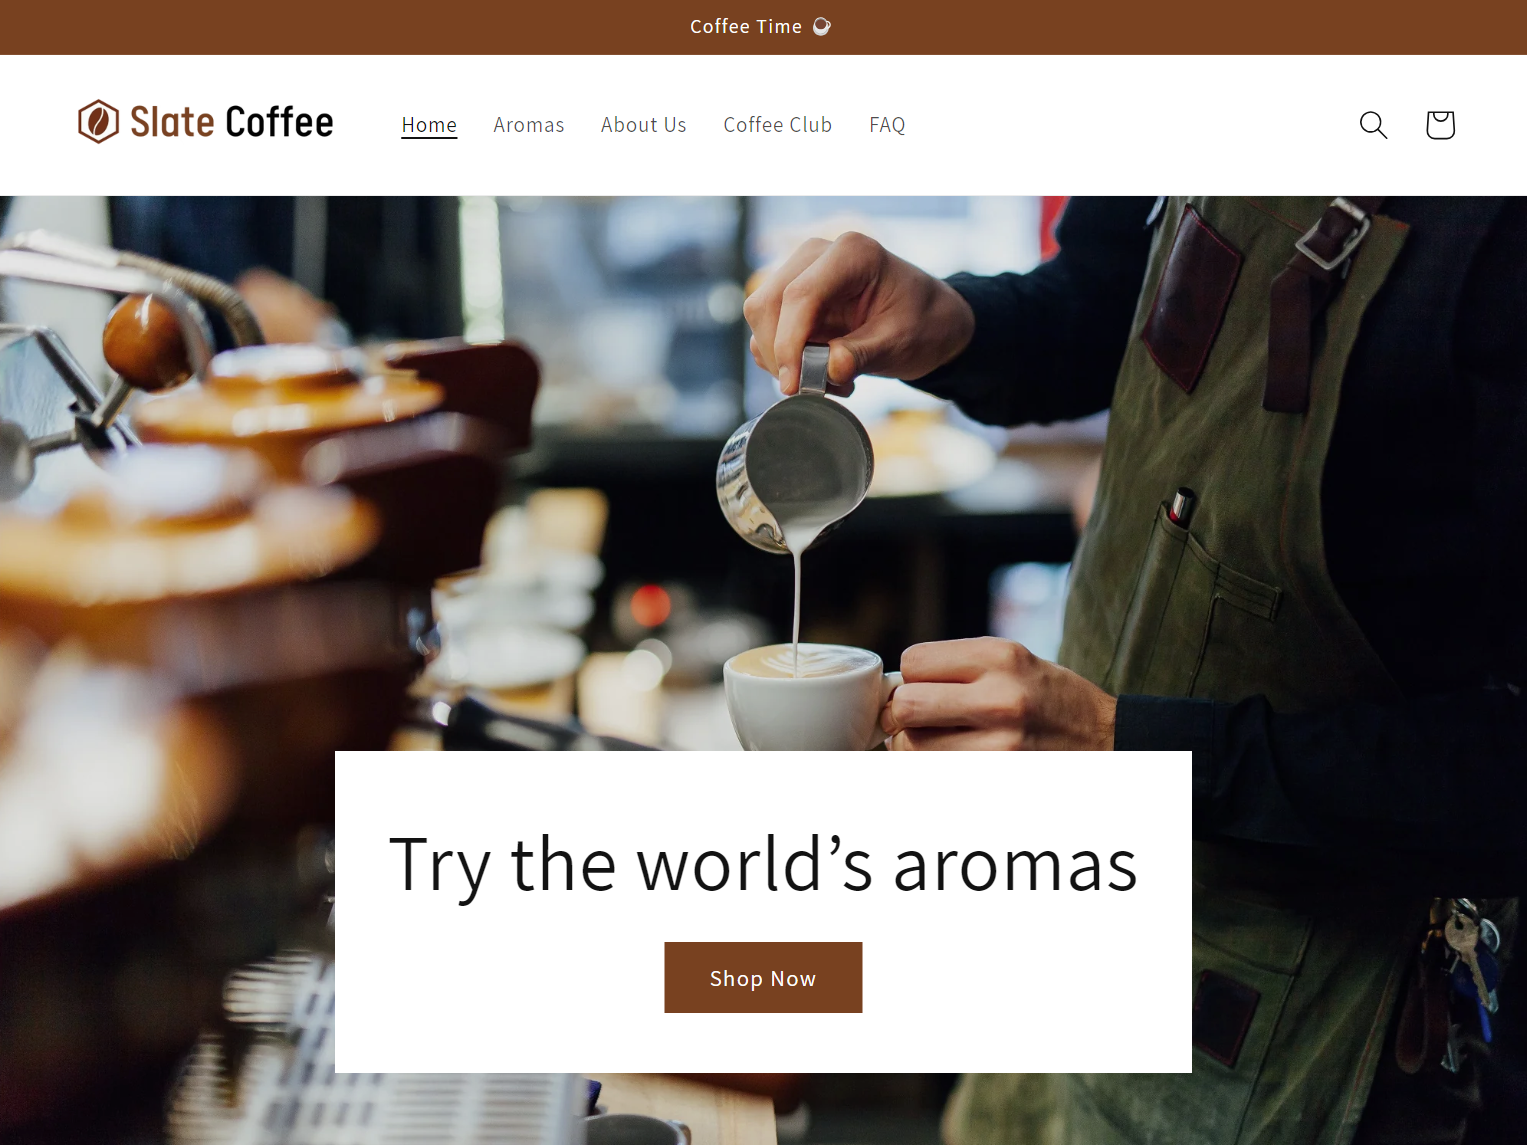 Coffee Time ☕
Slate Coffee
Home Aromas About Us Coffee Club FAQ
Try the world’s aromas
Shop Now